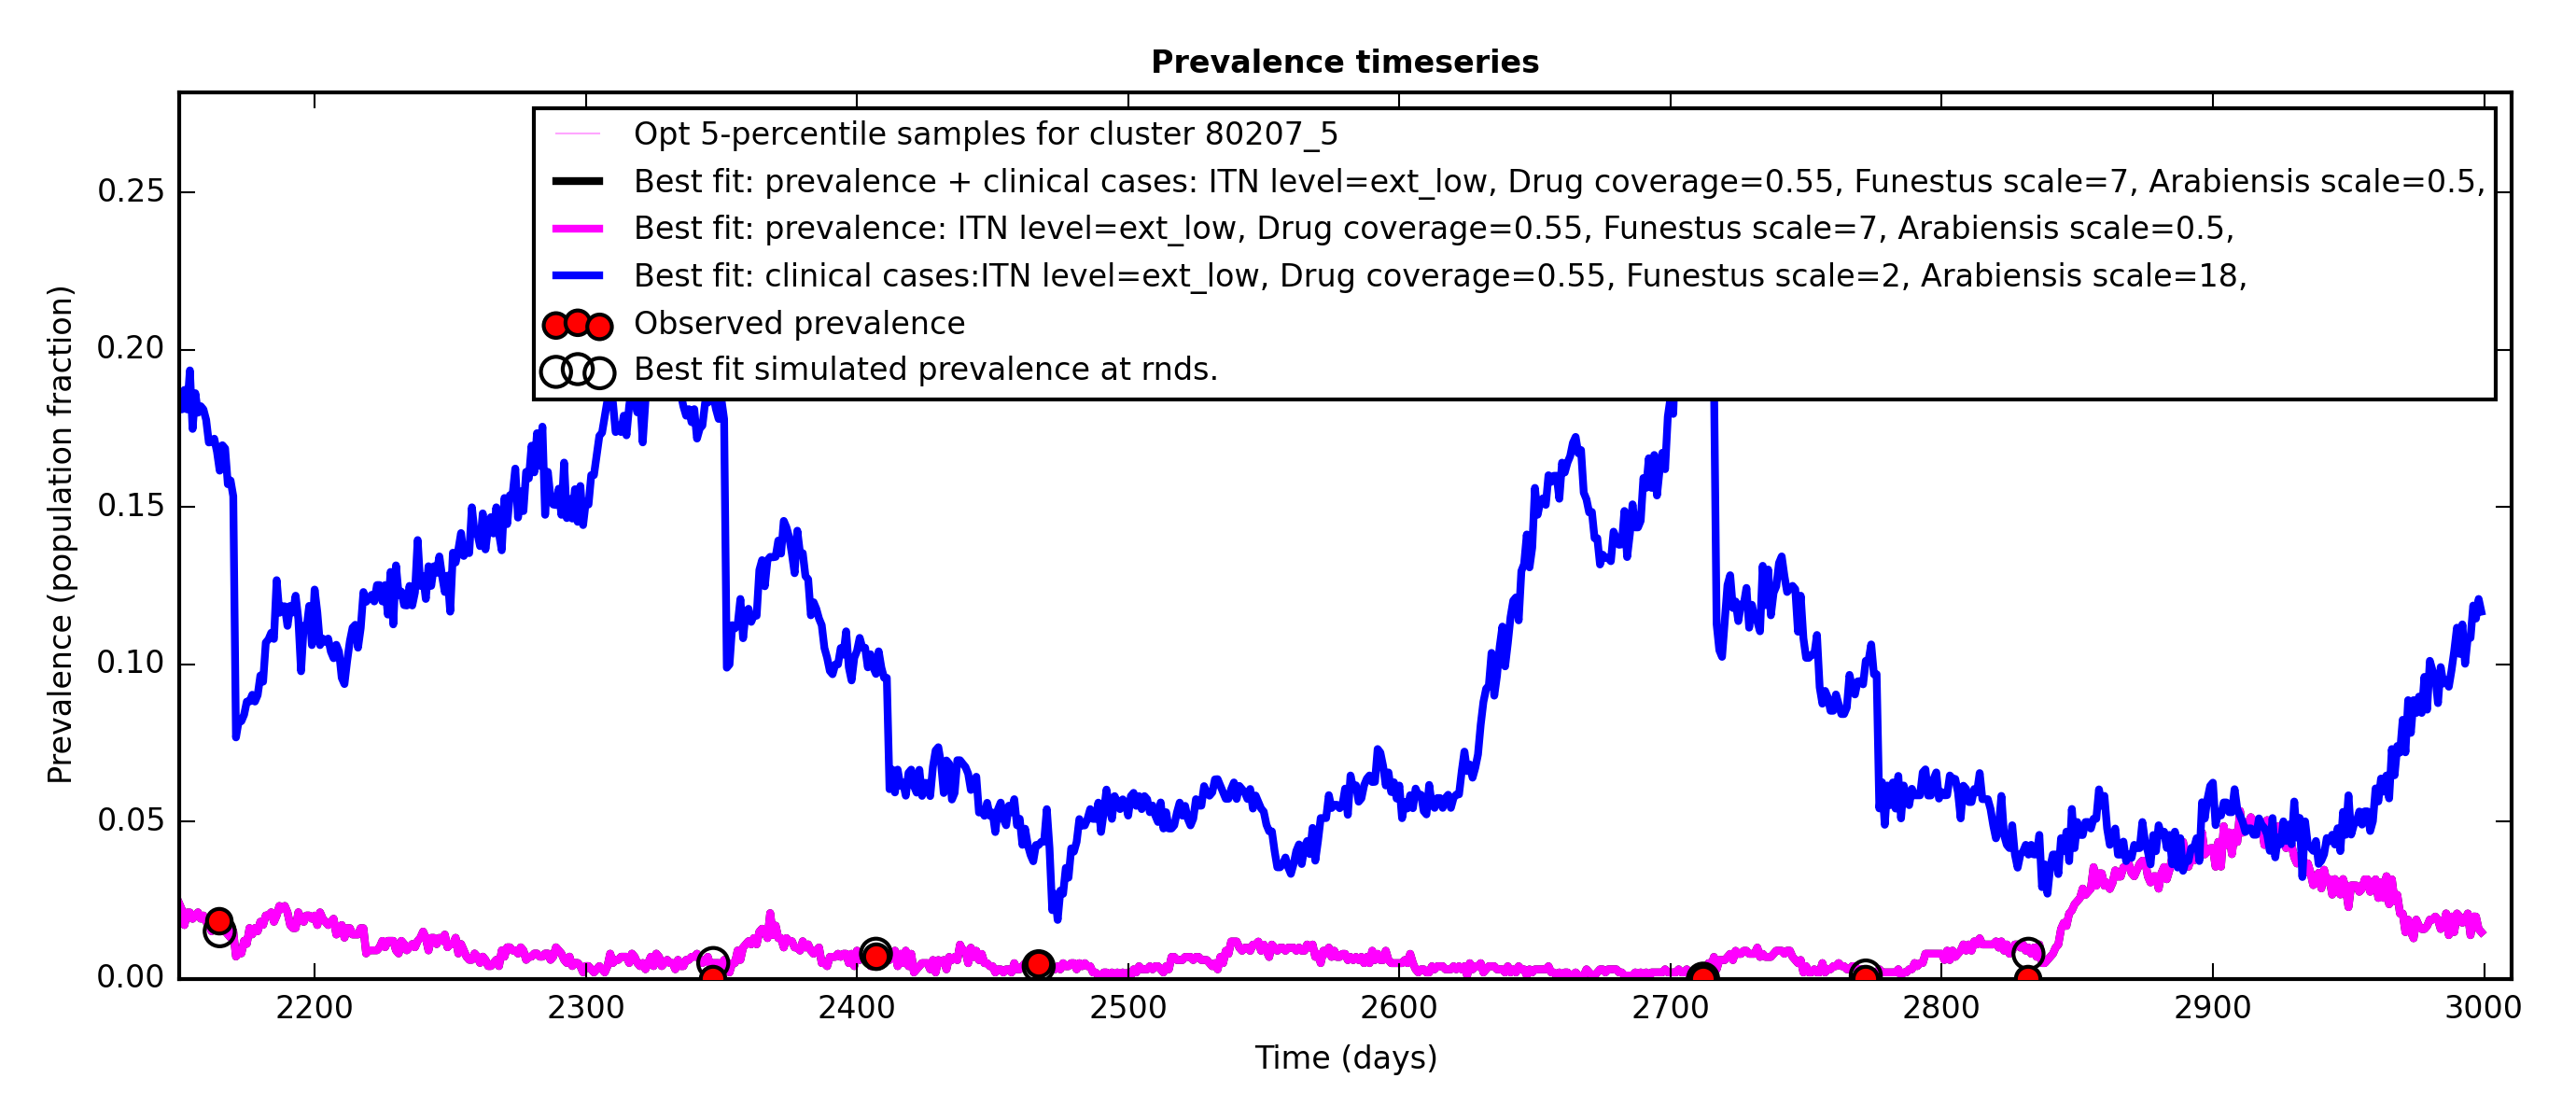 Prevalence timeseries
Opt 5-percentile samples for cluster 80207_5
Best fit: prevalence + clinical cases: ITN level=ext_low, Drug coverage=0.55, Funestus scale=7, Arabiensis scale=0.5,
Best fit: prevalence: ITN level=ext_low, Drug coverage=0.55, Funestus scale=7, Arabiensis scale=0.5,
Best fit: clinical cases:ITN level=ext_low, Drug coverage=0.55, Funestus scale=2, Arabiensis scale=18,
Observed prevalence
Best fit simulated prevalence at rnds.
Prevalence (population fraction)
0.25
0.20
0.15
0.10
0.05
0.00
2200 2300 2400 2500 2600 2700 2800 2900 3000
Time (days)